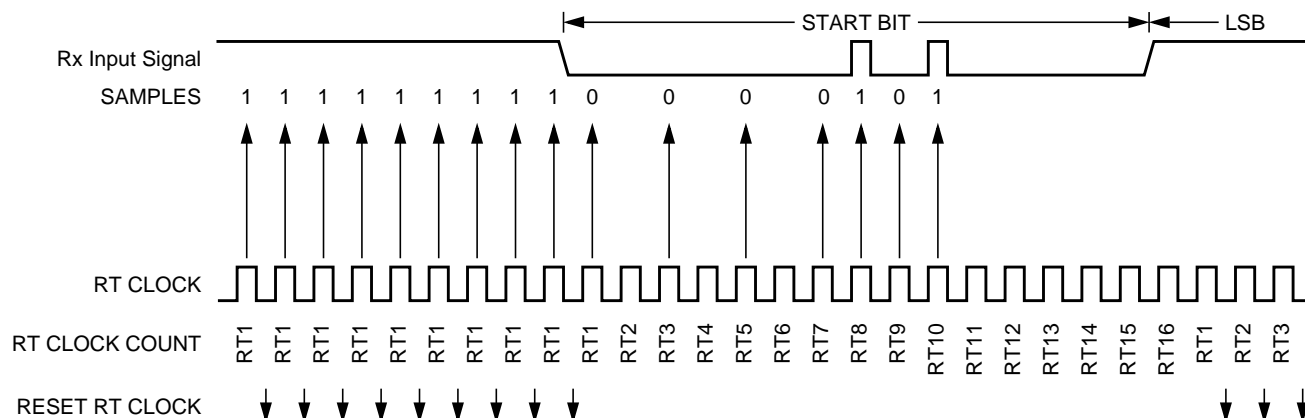 START BIT LSB
Rx Input Signal
SAMPLES 1 1 1 1 1 1 1 1 1 0 0 0 0 1 0 1
RT CLOCK
RT CLOCK COUNT RT1 RT1 RT1 RT1 RT1 RT1 RT1 RT1 RT1 RT1 RT2 RT3 RT4 RT5 RT6 RT7 RT8 RT9 RT10 RT11 RT12 RT13 RT14 RT15 RT16 RT1 RT2 RT3
RESET RT CLOCK